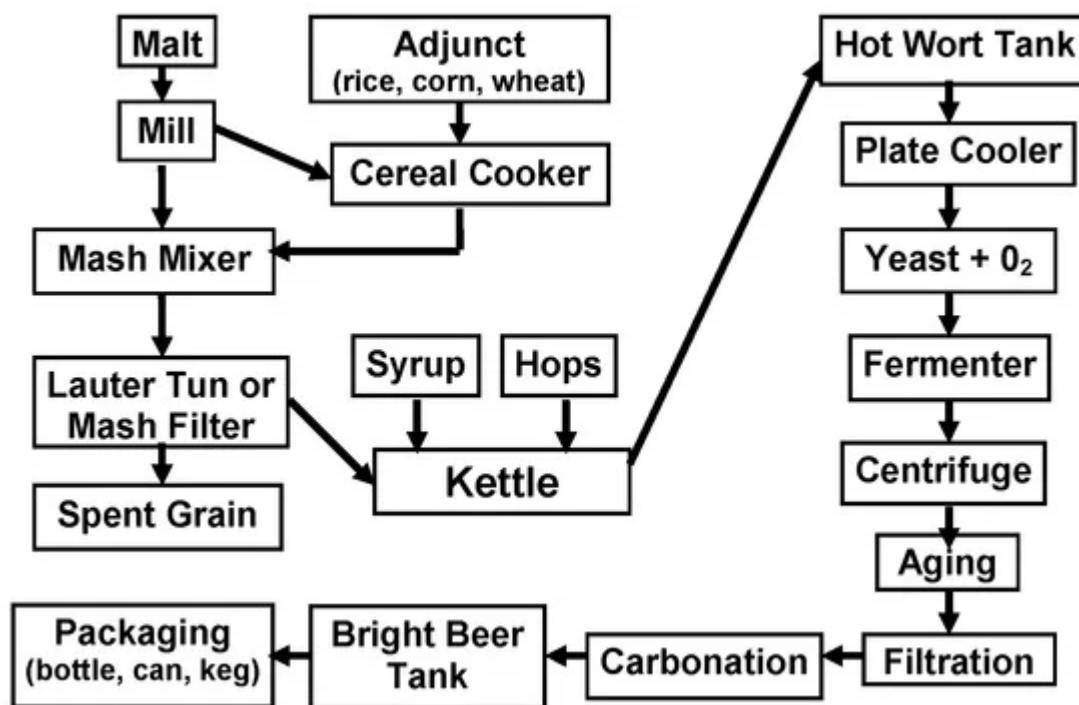 Malt
Adjunct
(rice, corn, wheat)
Hot Wort Tank
Mill
Cereal Cooker
Plate Cooler
Mash Mixer
Yeast + 0₂
Syrup
Hops
Fermenter
Lauter Tun or
Mash Filter
Kettle
Centrifuge
Spent Grain
Aging
Packaging
(bottle, can, keg)
Bright Beer
Tank
Carbonation
Filtration